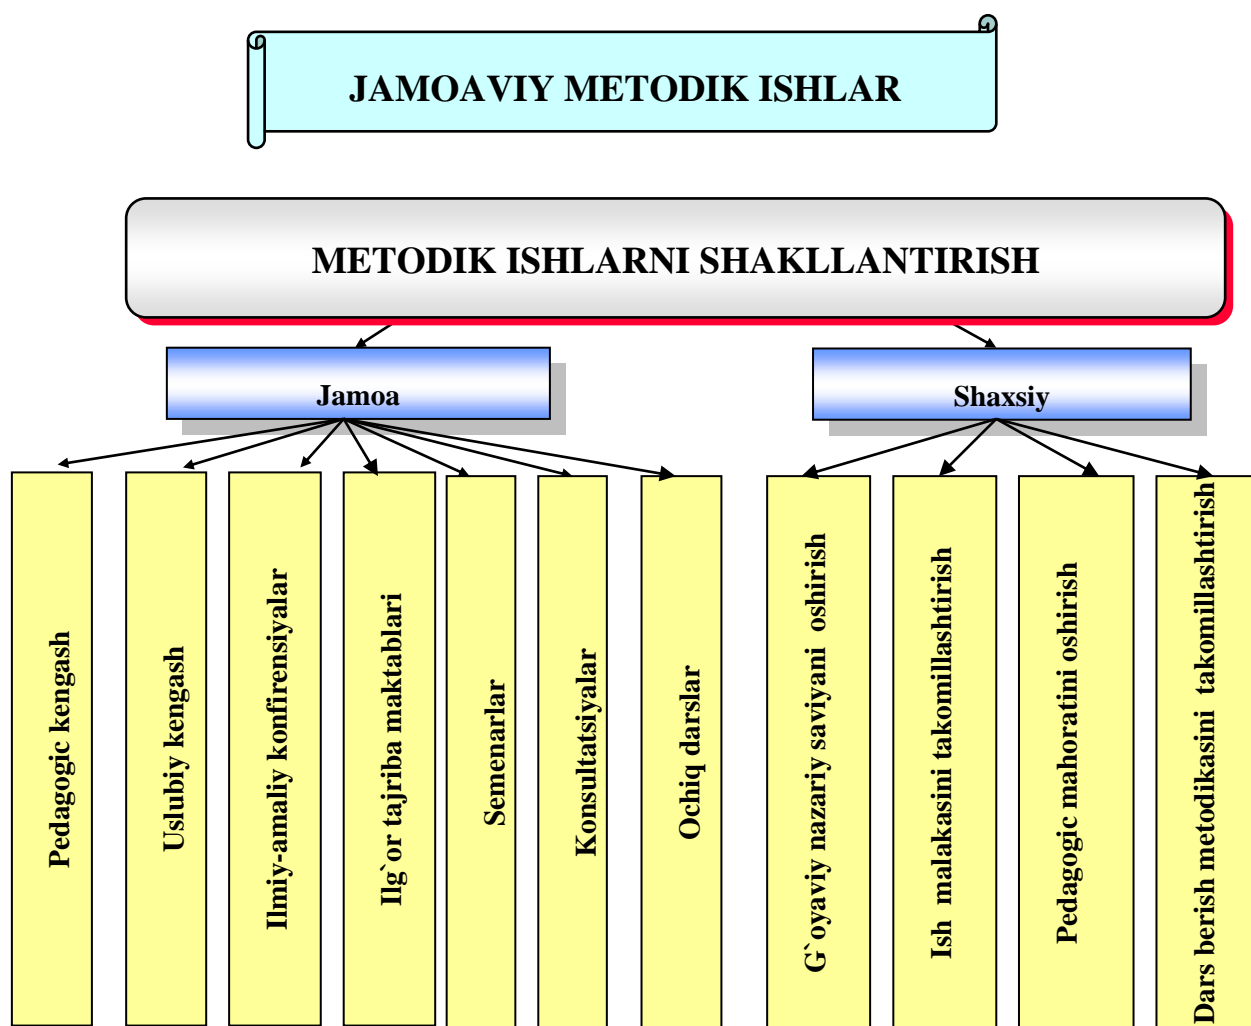 JAMOAVIY METODIK ISHLAR
METODIK ISHLARNI SHAKLLANTIRISH
Jamoa
Shaxsiy
Pedagogic kengash
Uslubiy kengash
Ilmiy-amaliy konfirensiyalar
Ilg`or tajriba maktablari
Semenarlar
Konsultatsiyalar
Ochiq darslar
G`oyaviy nazariy saviyani oshirish
Ish malakasini takomillashtirish
Pedagogic mahoratini oshirish
Dars berish metodikasini takomillashtirish